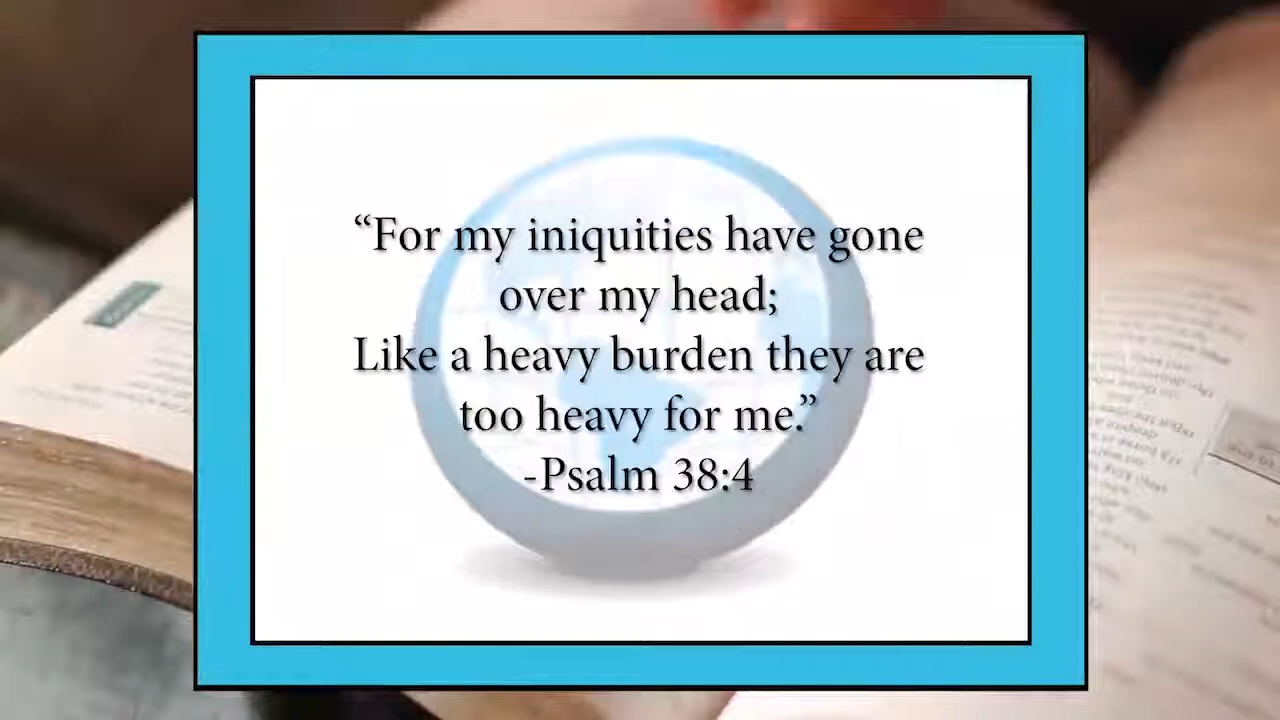 “For my iniquities have gone
over my head;
Like a heavy burden they are
too heavy for me.”
-Psalm 38:4